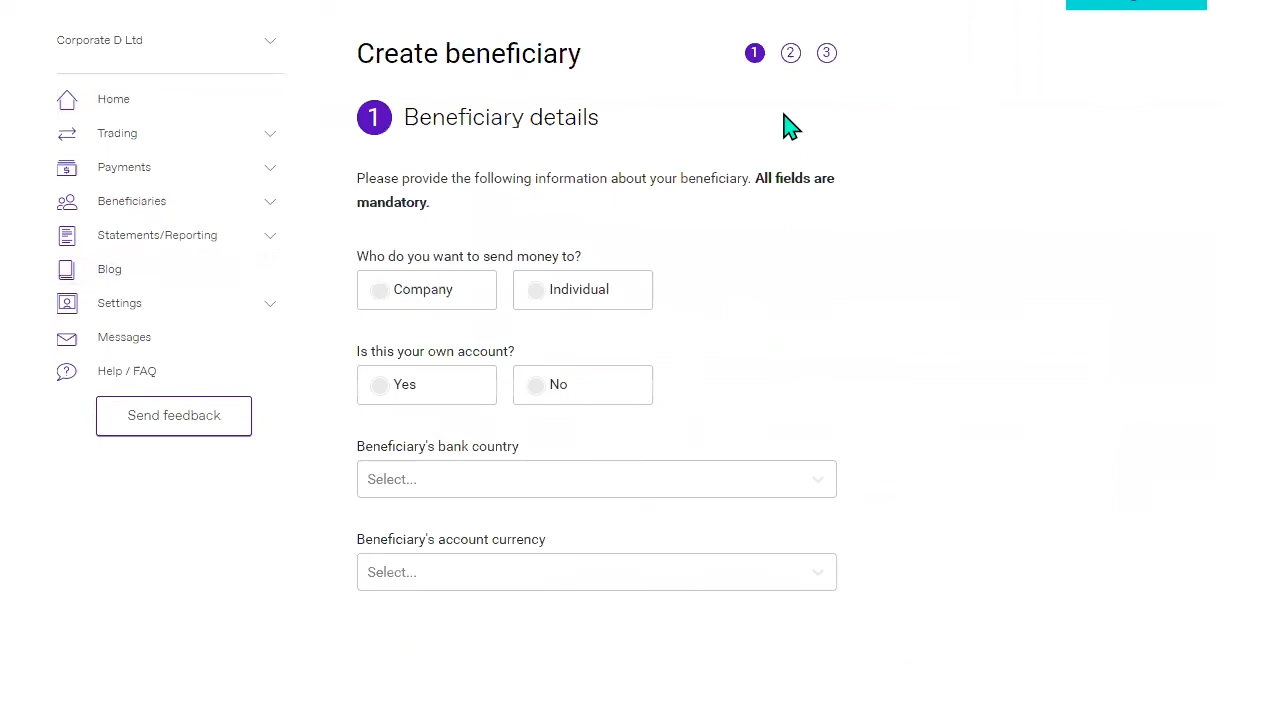 Corporate D Ltd
Home
Trading
Payments
Beneficiaries
Statements/Reporting
Blog
Settings
Messages
Help / FAQ
Send feedback
Create beneficiary
1 2 3
1 Beneficiary details
Please provide the following information about your beneficiary. All fields are
mandatory.
Who do you want to send money to?
Company Individual
Is this your own account?
Yes No
Beneficiary's bank country
Select...
Beneficiary's account currency
Select...